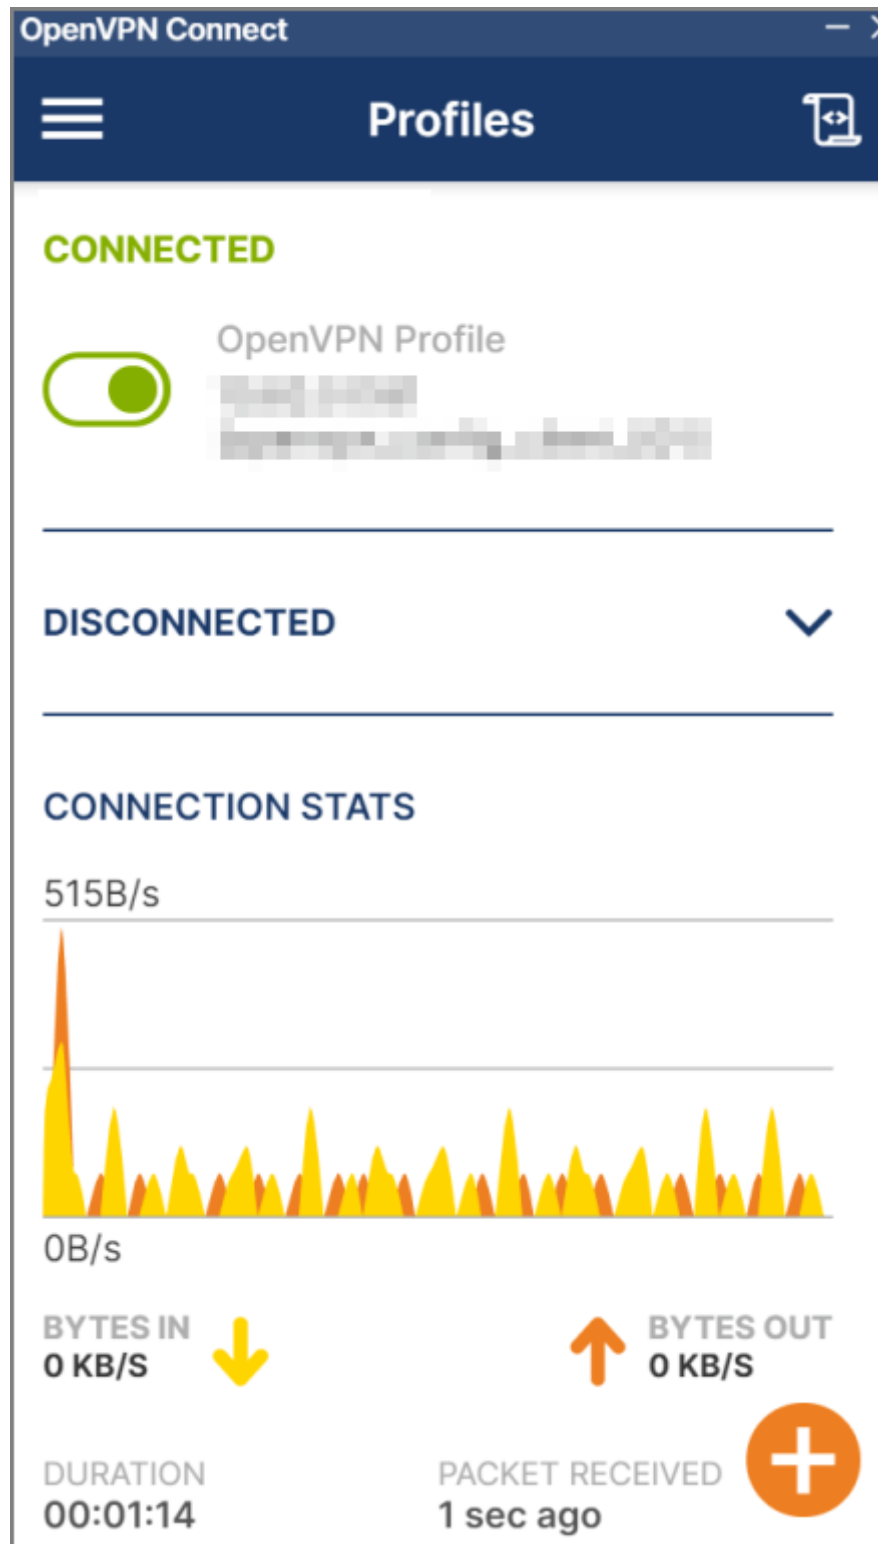 OpenVPN Connect
Profiles
CONNECTED
OpenVPN Profile
DISCONNECTED
CONNECTION STATS
515B/s
0B/s
BYTES IN
0 KB/S
BYTES OUT
0 KB/S
DURATION
00:01:14
PACKET RECEIVED
1 sec ago